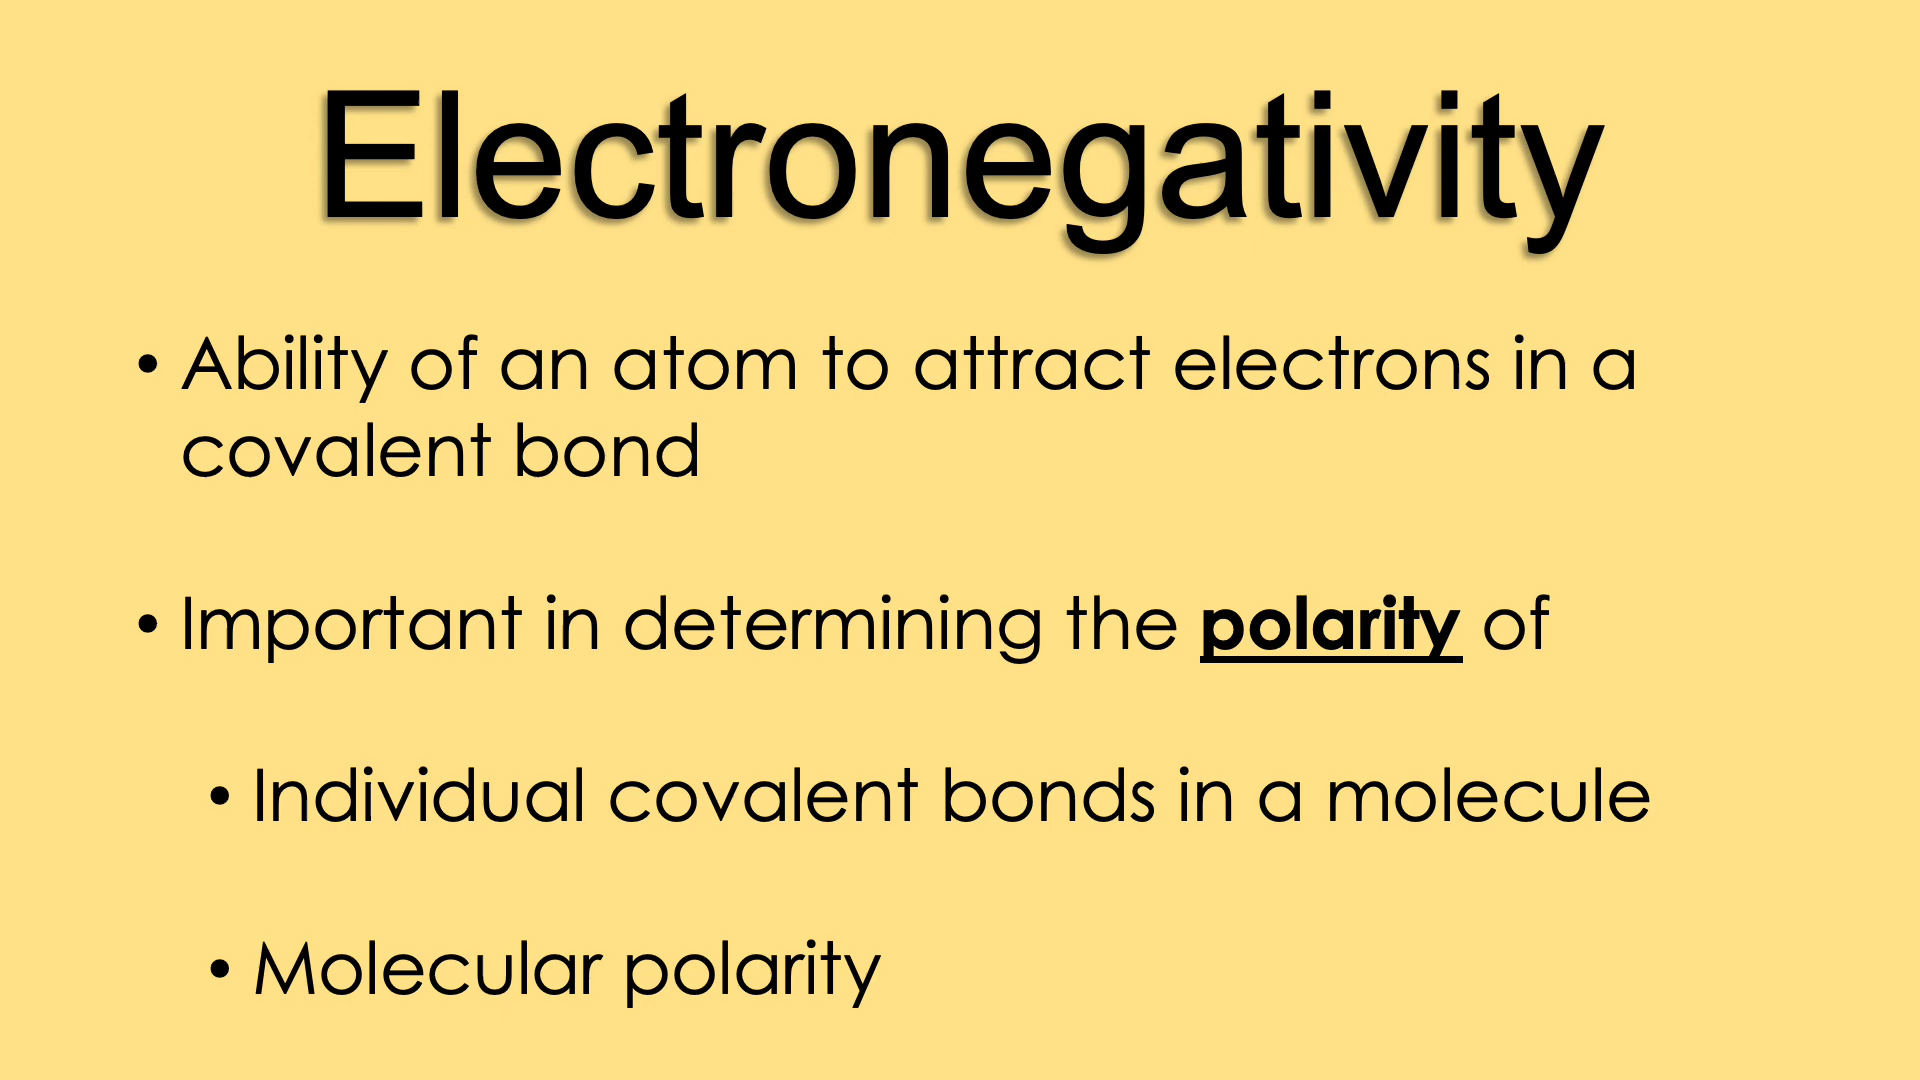 Electronegativity
• Ability of an atom to attract electrons in a
covalent bond
• Important in determining the polarity of
• Individual covalent bonds in a molecule
• Molecular polarity